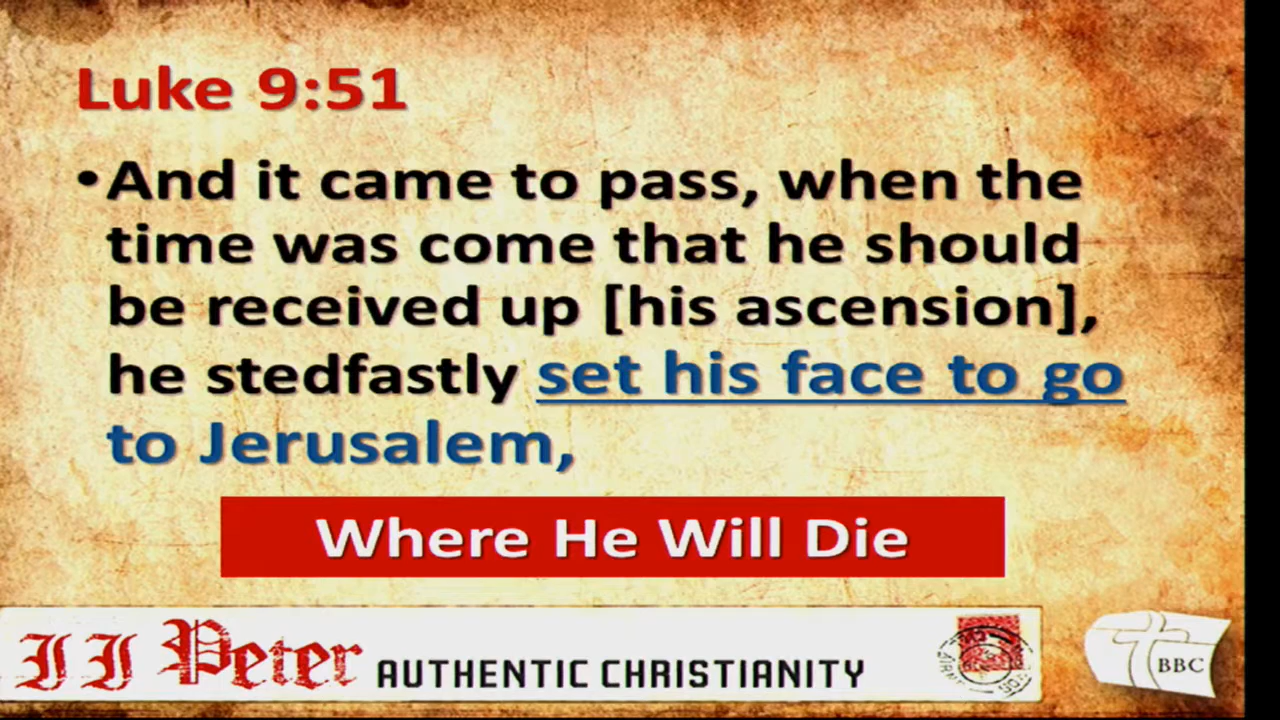 Luke 9:51
•And it came to pass, when the
time was come that he should
be received up [his ascension],
he stedfastly set his face to go
to Jerusalem,
Where He Will Die
II Peter AUTHENTIC CHRISTIANITY
BBC